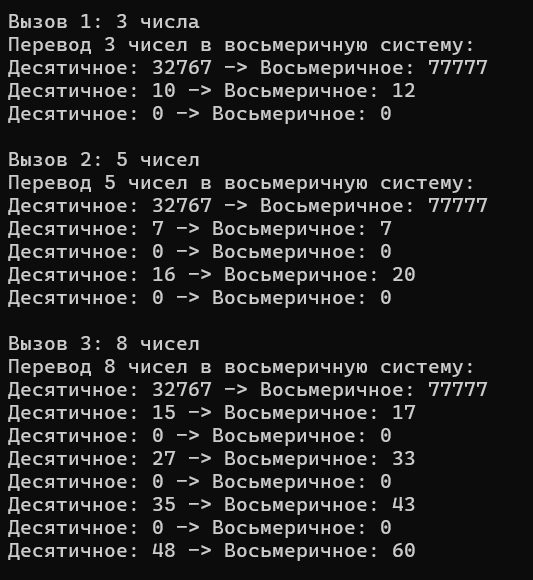 Вызов 1: 3 числа
Перевод 3 чисел в восьмеричную систему:
Десятичное: 32767 -> Восьмеричное: 77777
Десятичное: 10 -> Восьмеричное: 12
Десятичное: 0 -> Восьмеричное: 0
Вызов 2: 5 чисел
Перевод 5 чисел в восьмеричную систему:
Десятичное: 32767 -> Восьмеричное: 77777
Десятичное: 7 -> Восьмеричное: 7
Десятичное: 0 -> Восьмеричное: 0
Десятичное: 16 -> Восьмеричное: 20
Десятичное: 0 -> Восьмеричное: 0
Вызов 3: 8 чисел
Перевод 8 чисел в восьмеричную систему:
Десятичное: 32767 -> Восьмеричное: 77777
Десятичное: 15 -> Восьмеричное: 17
Десятичное: 0 -> Восьмеричное: 0
Десятичное: 27 -> Восьмеричное: 33
Десятичное: 0 -> Восьмеричное: 0
Десятичное: 35 -> Восьмеричное: 43
Десятичное: 0 -> Восьмеричное: 0
Десятичное: 48 -> Восьмеричное: 60